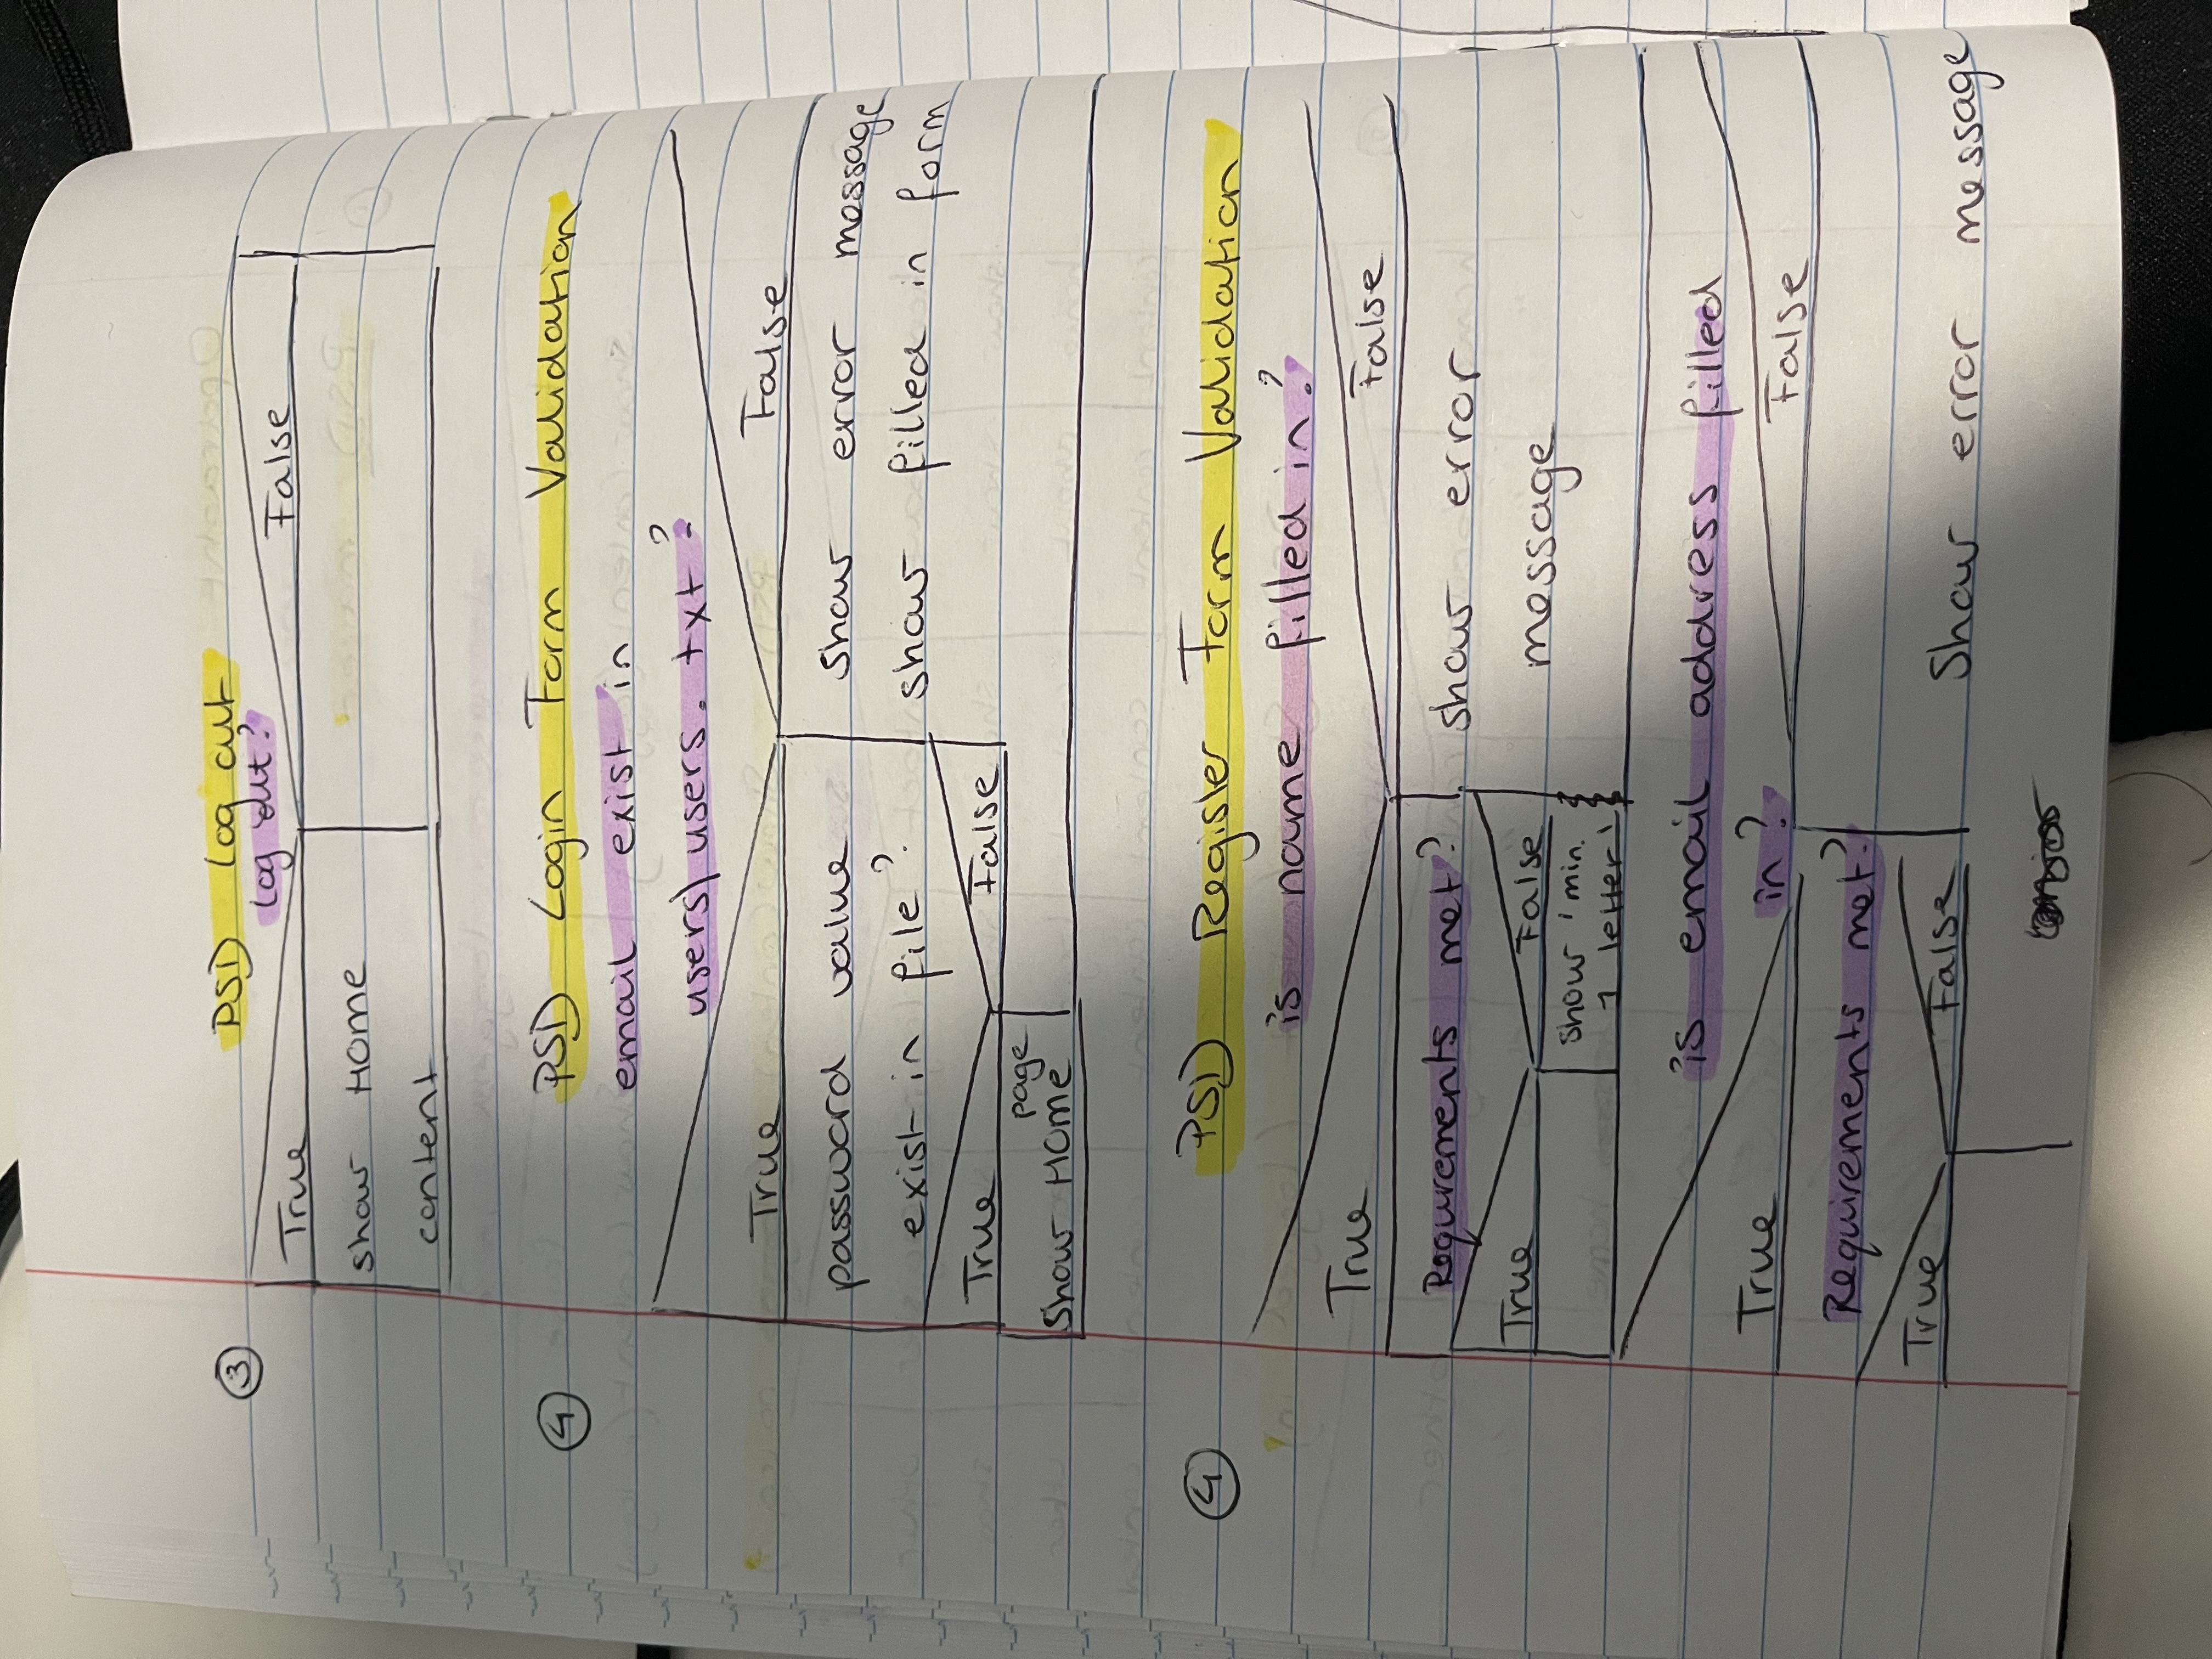 ③ PSD Log out
Log out?
True False
show Home
content
④ PSD Login Form Validation
email exist in
users\users.txt?
True False
password value show error message
exist in file? show filled in form
True False
page
Show Home
④ PSD Register Form Validation
is name filled in?
True False
Requrements met? show error
True False message
show 'min.
1 letter'
is email address filled
in?
True False
Requirements met?
True False
Show error message